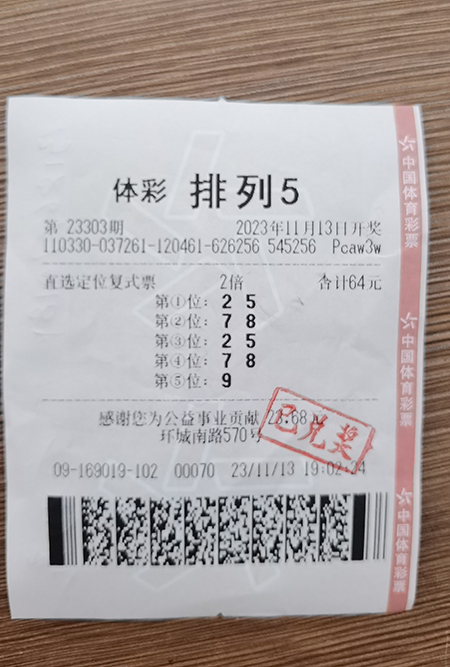 体彩 排列5
第 23303期 2023年11月13日开奖
110330-037261-120461-626256 545256 Pcaw3w
直选定位复式票 2倍 合计64元
第①位: 2 5
第②位: 7 8
第③位: 2 5
第④位: 7 8
第⑤位: 9
感谢您为公益事业贡献 23.68元
环城南路570号
已兑奖
09-169019-102 00070 23/11/13 19:02:24
中国体育彩票
中国体育彩票
中国体育彩票